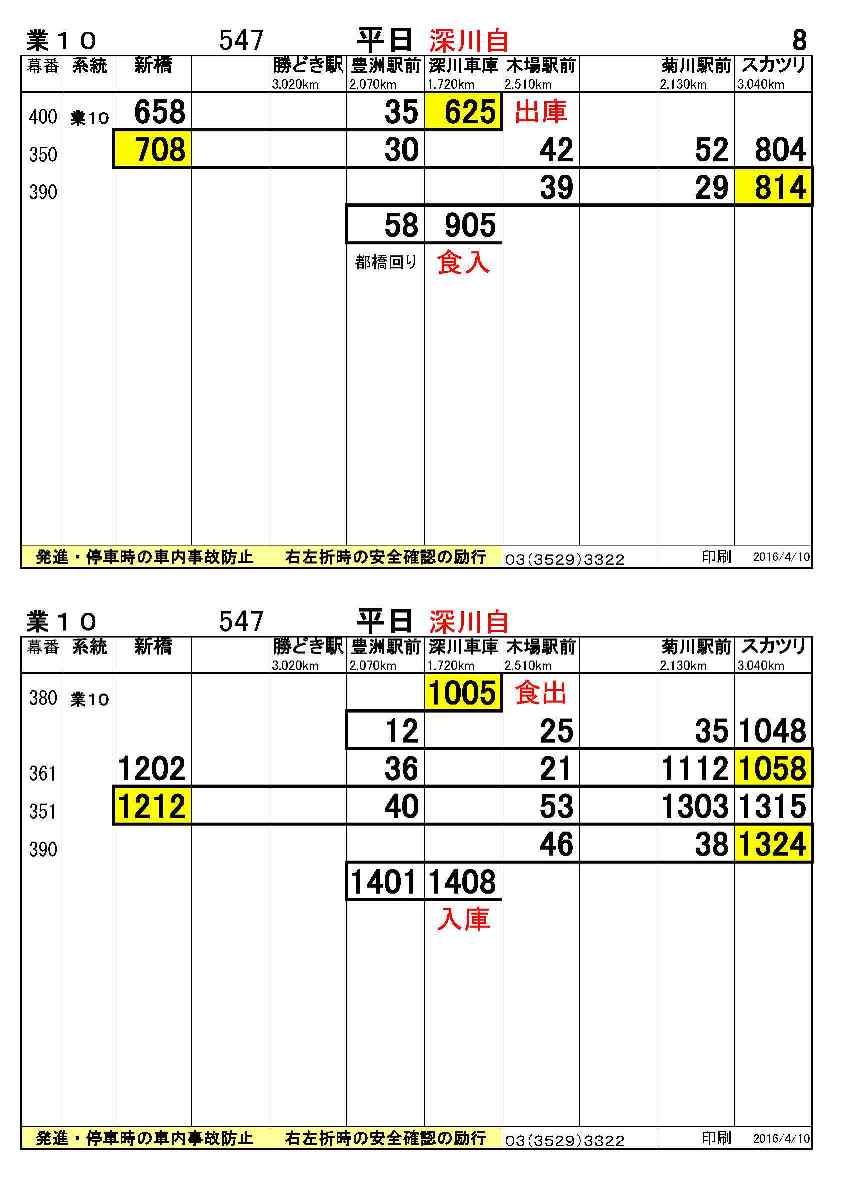 業１０ 547 平日 深川自 8
幕番 系統 新橋 勝どき駅 豊洲駅前 深川車庫 木場駅前 菊川駅前 スカツリ
3.020km 2.070km 1.720km 2.510km 2.130km 3.040km
400 業10 658 35 625 出庫
350 708 30 42 52 804
390 39 29 814
58 905
都橋回り 食入
発進・停車時の車内事故防止 右左折時の安全確認の励行 03(3529)3322 印刷 2016/4/10
業１０ 547 平日 深川自
幕番 系統 新橋 勝どき駅 豊洲駅前 深川車庫 木場駅前 菊川駅前 スカツリ
3.020km 2.070km 1.720km 2.510km 2.130km 3.040km
380 業10 1005 食出
12 25 35 1048
361 1202 36 21 1112 1058
351 1212 40 53 1303 1315
390 46 38 1324
1401 1408
入庫
発進・停車時の車内事故防止 右左折時の安全確認の励行 03(3529)3322 印刷 2016/4/10